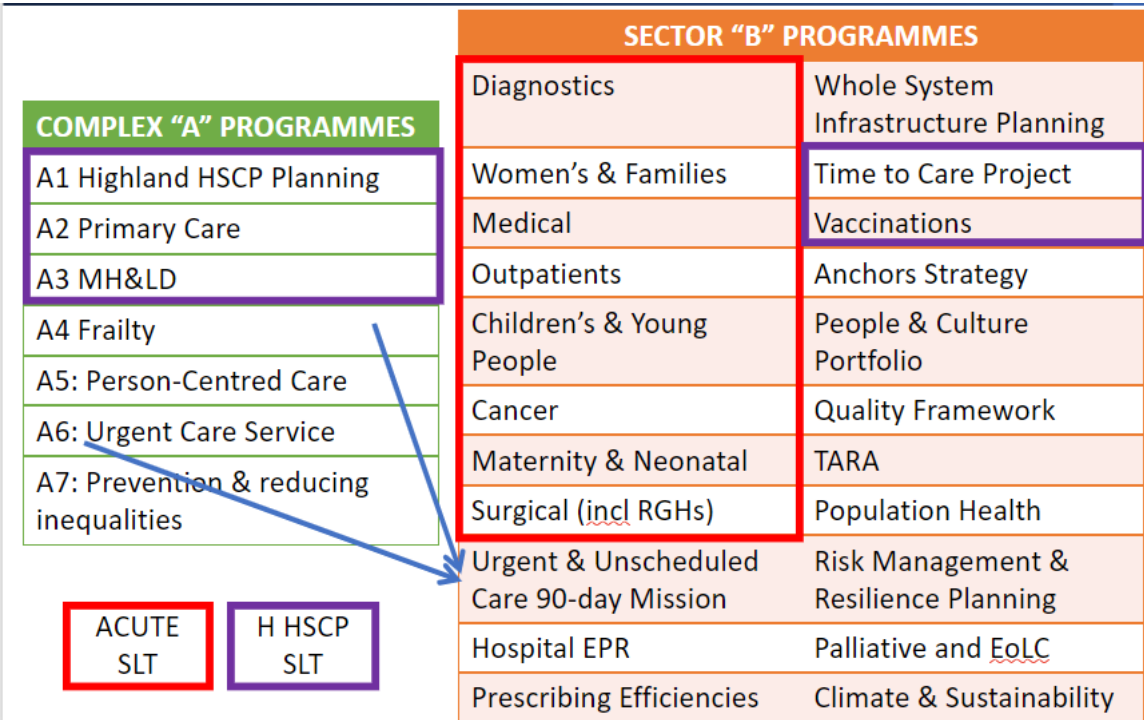 COMPLEX “A” PROGRAMMES
A1 Highland HSCP Planning
A2 Primary Care
A3 MH&LD
A4 Frailty
A5: Person-Centred Care
A6: Urgent Care Service
A7: Prevention & reducing
inequalities
ACUTE
SLT
H HSCP
SLT
SECTOR “B” PROGRAMMES
Diagnostics
Women’s & Families
Medical
Outpatients
Children’s & Young
People
Cancer
Maternity & Neonatal
Surgical (incl RGHs)
Urgent & Unscheduled
Care 90-day Mission
Hospital EPR
Prescribing Efficiencies
Whole System
Infrastructure Planning
Time to Care Project
Vaccinations
Anchors Strategy
People & Culture
Portfolio
Quality Framework
TARA
Population Health
Risk Management &
Resilience Planning
Palliative and EoLC
Climate & Sustainability